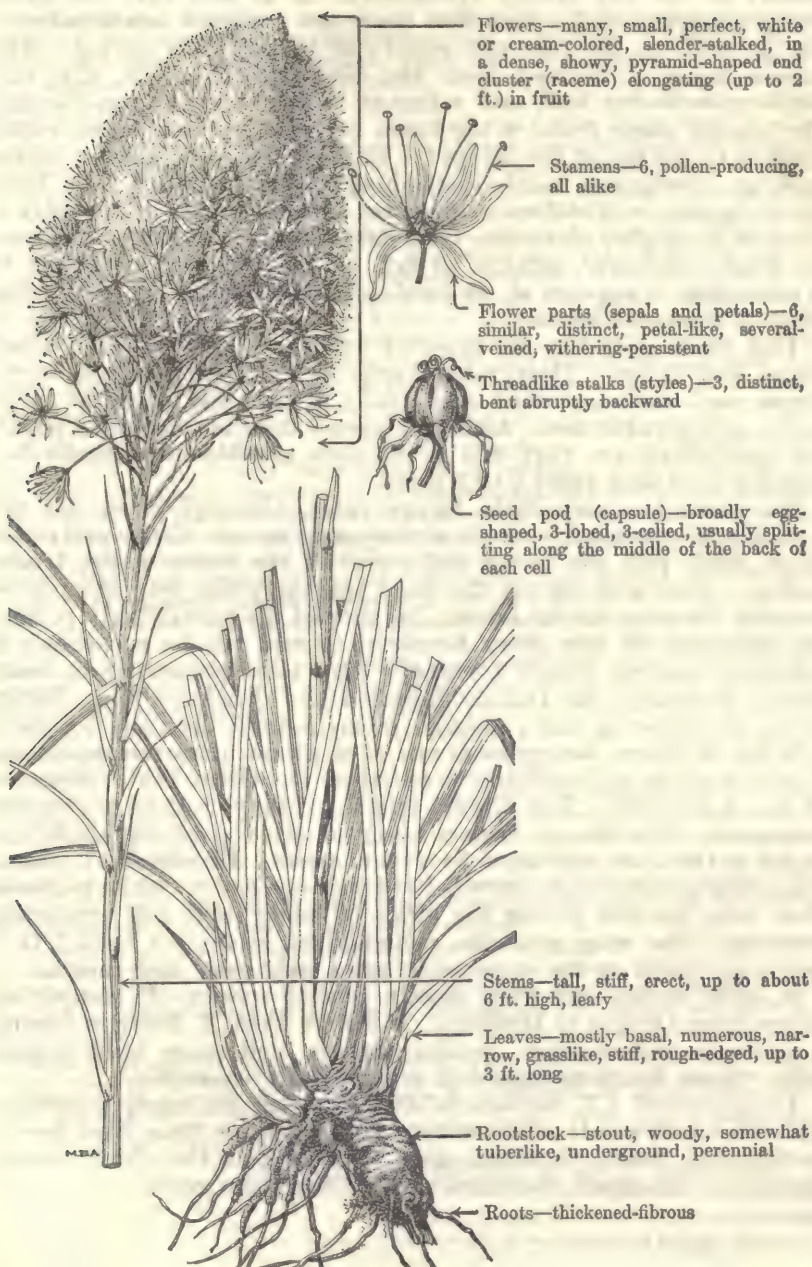 Flowers—many, small, perfect, white
or cream-colored, slender-stalked, in
a dense, showy, pyramid-shaped end
cluster (raceme) elongating (up to 2
ft.) in fruit
Stamens—6, pollen-producing,
all alike
Flower parts (sepals and petals)—6,
similar, distinct, petal-like, several-
veined, withering-persistent
Threadlike stalks (styles)—3, distinct,
bent abruptly backward
Seed pod (capsule)—broadly egg-
shaped, 3-lobed, 3-celled, usually split-
ting along the middle of the back of
each cell
Stems—tall, stiff, erect, up to about
6 ft. high, leafy
Leaves—mostly basal, numerous, nar-
row, grasslike, stiff, rough-edged, up to
3 ft. long
Rootstock—stout, woody, somewhat
tuberlike, underground, perennial
M.B.A.
Roots—thickened-fibrous